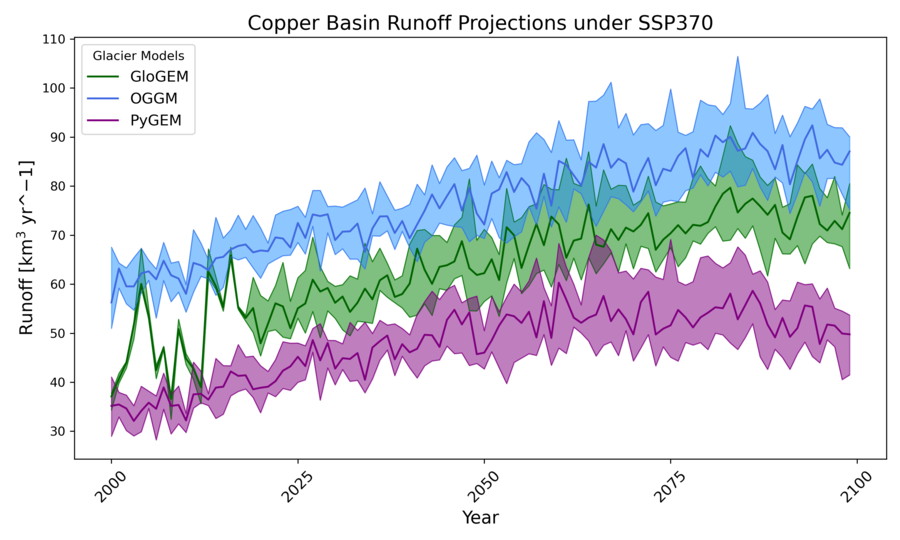 Copper Basin Runoff Projections under SSP370
Glacier Models
GloGEM
OGGM
PyGEM
Runoff [km³ yr^−1]
110
100
90
80
70
60
50
40
30
2000
2025
2050
2075
2100
Year